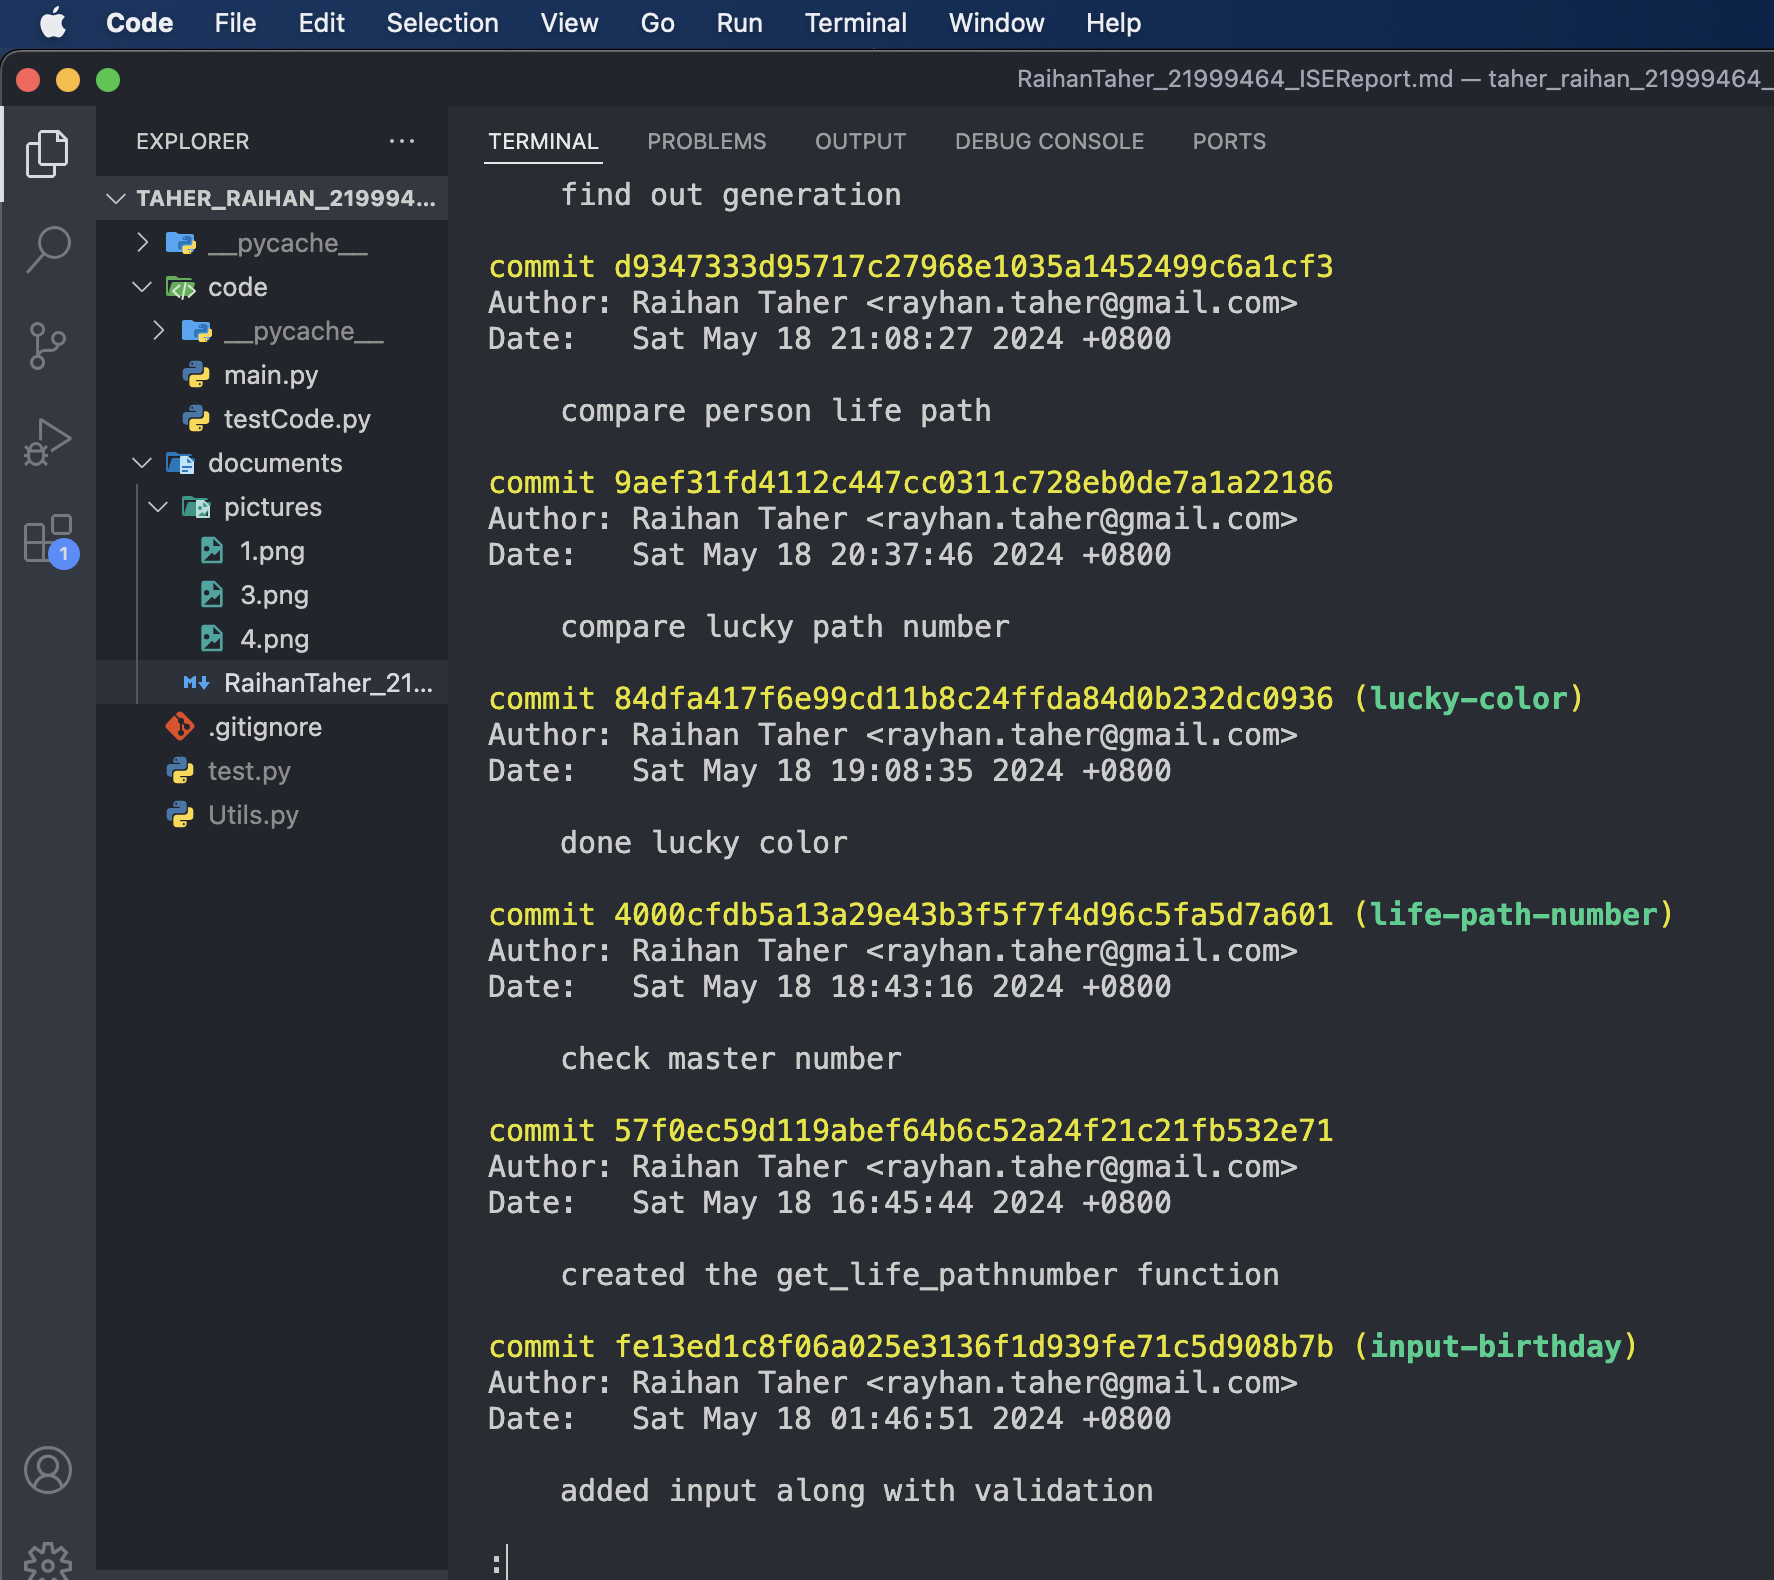 Code File Edit Selection View Go Run Terminal Window Help
RaihanTaher_21999464_ISEReport.md — taher_raihan_21999464_
EXPLORER ···
TAHER_RAIHAN_219994...
__pycache__
code
__pycache__
main.py
testCode.py
documents
pictures
1.png
3.png
4.png
RaihanTaher_21...
.gitignore
test.py
Utils.py
1
TERMINAL PROBLEMS OUTPUT DEBUG CONSOLE PORTS
find out generation
commit d9347333d95717c27968e1035a1452499c6a1cf3
Author: Raihan Taher <rayhan.taher@gmail.com>
Date: Sat May 18 21:08:27 2024 +0800
compare person life path
commit 9aef31fd4112c447cc0311c728eb0de7a1a22186
Author: Raihan Taher <rayhan.taher@gmail.com>
Date: Sat May 18 20:37:46 2024 +0800
compare lucky path number
commit 84dfa417f6e99cd11b8c24ffda84d0b232dc0936 (lucky-color)
Author: Raihan Taher <rayhan.taher@gmail.com>
Date: Sat May 18 19:08:35 2024 +0800
done lucky color
commit 4000cfdb5a13a29e43b3f5f7f4d96c5fa5d7a601 (life-path-number)
Author: Raihan Taher <rayhan.taher@gmail.com>
Date: Sat May 18 18:43:16 2024 +0800
check master number
commit 57f0ec59d119abef64b6c52a24f21c21fb532e71
Author: Raihan Taher <rayhan.taher@gmail.com>
Date: Sat May 18 16:45:44 2024 +0800
created the get_life_pathnumber function
commit fe13ed1c8f06a025e3136f1d939fe71c5d908b7b (input-birthday)
Author: Raihan Taher <rayhan.taher@gmail.com>
Date: Sat May 18 01:46:51 2024 +0800
added input along with validation
: